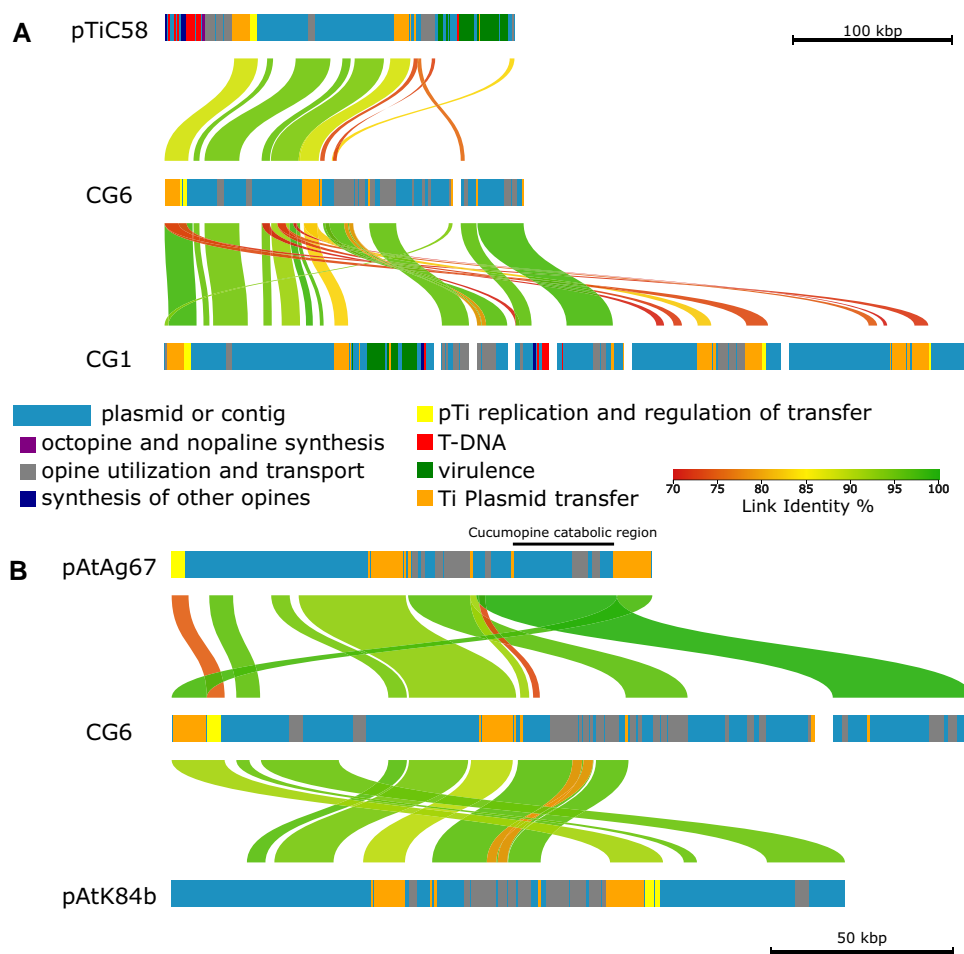 A
pTiC58
100 kbp
CG6
CG1
plasmid or contig
octopine and nopaline synthesis
opine utilization and transport
synthesis of other opines
pTi replication and regulation of transfer
T-DNA
virulence
Ti Plasmid transfer
70 75 80 85 90 95 100
Link Identity %
Cucumopine catabolic region
B
pAtAg67
CG6
pAtK84b
50 kbp